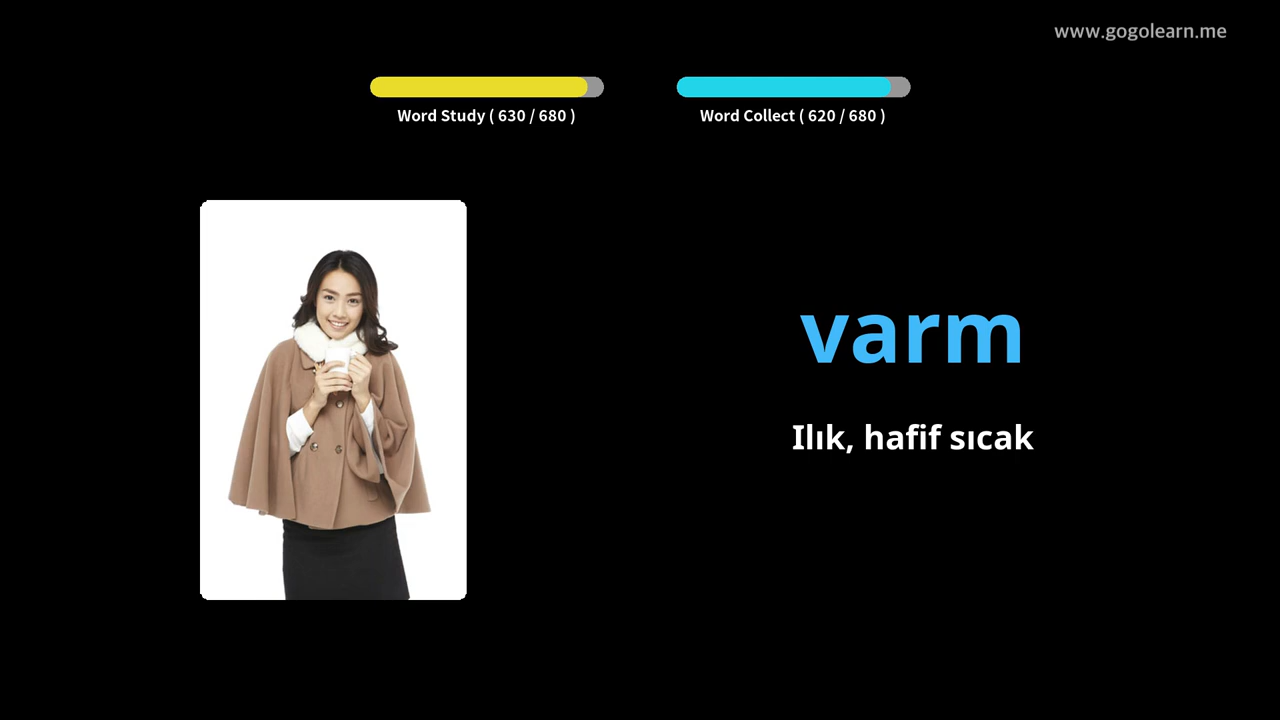 www.gogolearn.me
Word Study ( 630 / 680 )
Word Collect ( 620 / 680 )
varm
Ilık, hafif sıcak